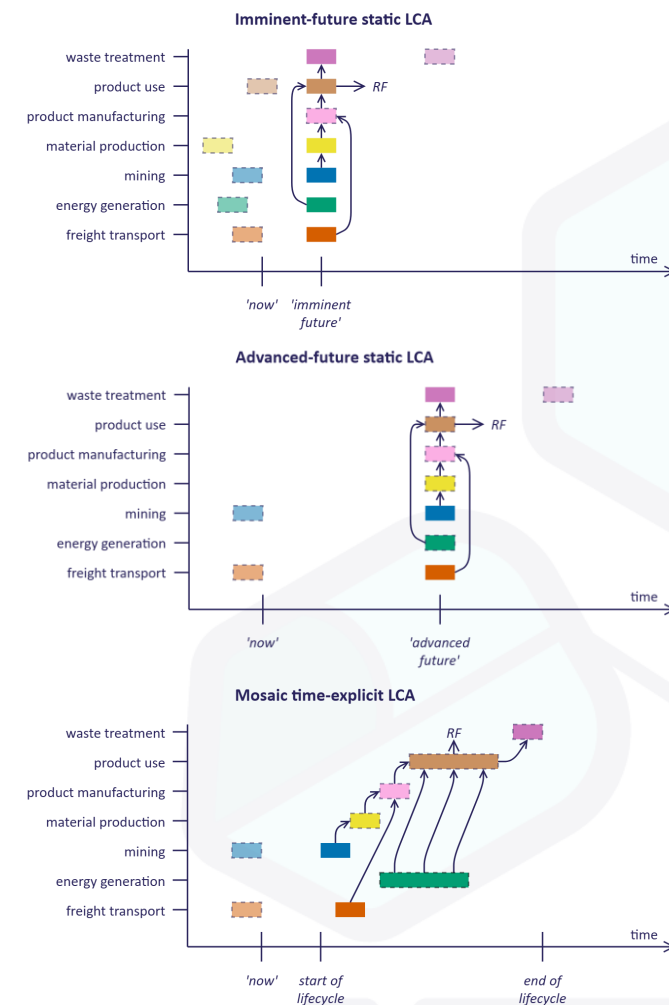 Imminent-future static LCA
waste treatment
product use
RF
product manufacturing
material production
mining
energy generation
freight transport
time
'now'
'imminent
future'
Advanced-future static LCA
waste treatment
product use
RF
product manufacturing
material production
mining
energy generation
freight transport
time
'now'
'advanced
future'
Mosaic time-explicit LCA
waste treatment
RF
product use
product manufacturing
material production
mining
energy generation
freight transport
time
'now'
start of
lifecycle
end of
lifecycle